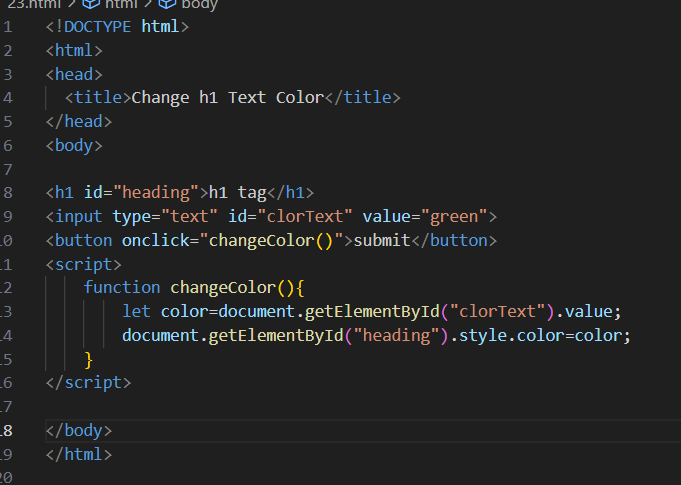 23.html > html > body
1 <!DOCTYPE html>
2 <html>
3 <head>
4   <title>Change h1 Text Color</title>
5 </head>
6 <body>
7
8 <h1 id="heading">h1 tag</h1>
9 <input type="text" id="clorText" value="green">
10 <button onclick="changeColor()">submit</button>
11 <script>
12     function changeColor(){
13         let color=document.getElementById("clorText").value;
14         document.getElementById("heading").style.color=color;
15     }
16 </script>
17
18 </body>
19 </html>
20